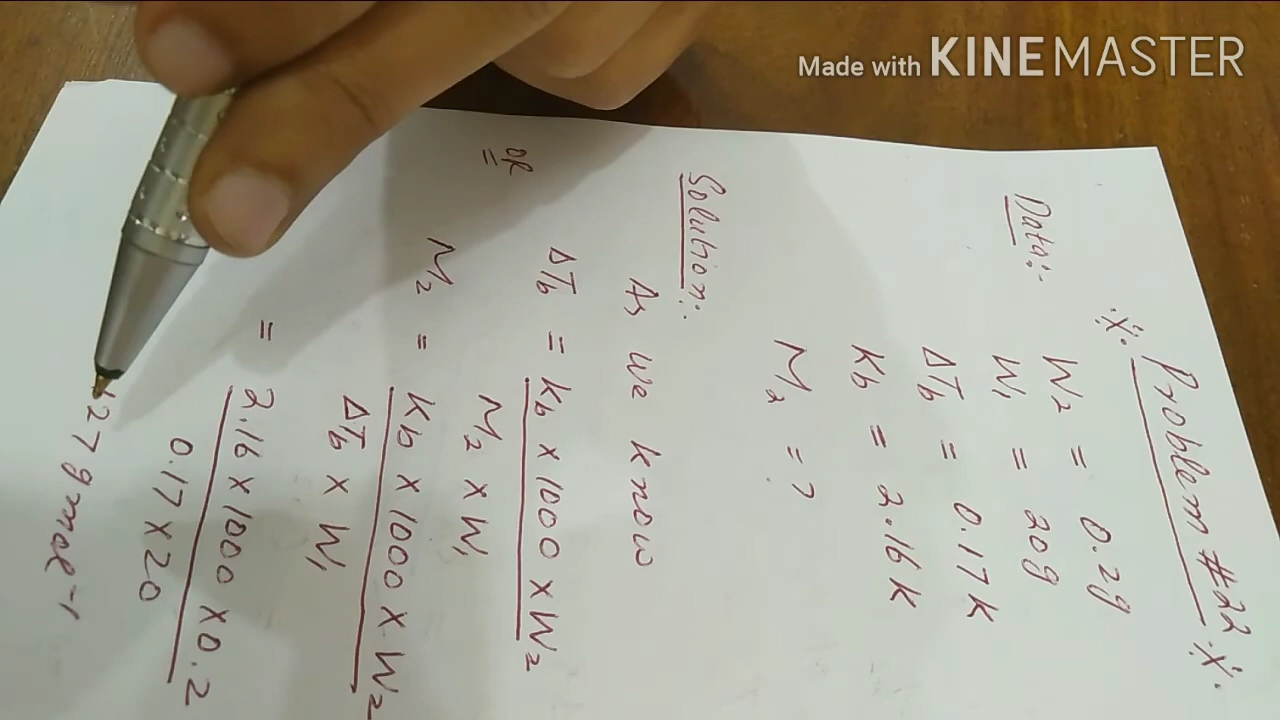 Made with KINEMASTER
Problem #22
Data:-
W₂ = 0.2g
W₁ = 20g
ΔTb = 0.17K
Kb = 2.16K
M₂ = ?
Solution:
As We know
ΔTb = Kb × 1000 × W₂
M₂ × W₁
OR
M₂ = Kb × 1000 × W₂
ΔTb × W₁
= 2.16 × 1000 × 0.2
0.17 × 20
127 gmol⁻¹